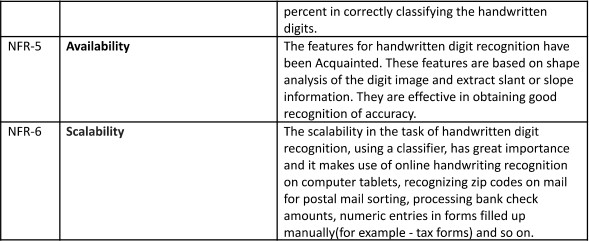 percent in correctly classifying the handwritten
digits.
NFR-5 Availability The features for handwritten digit recognition have
been Acquainted. These features are based on shape
analysis of the digit image and extract slant or slope
information. They are effective in obtaining good
recognition of accuracy.
NFR-6 Scalability The scalability in the task of handwritten digit
recognition, using a classifier, has great importance
and it makes use of online handwriting recognition
on computer tablets, recognizing zip codes on mail
for postal mail sorting, processing bank check
amounts, numeric entries in forms filled up
manually(for example - tax forms) and so on.